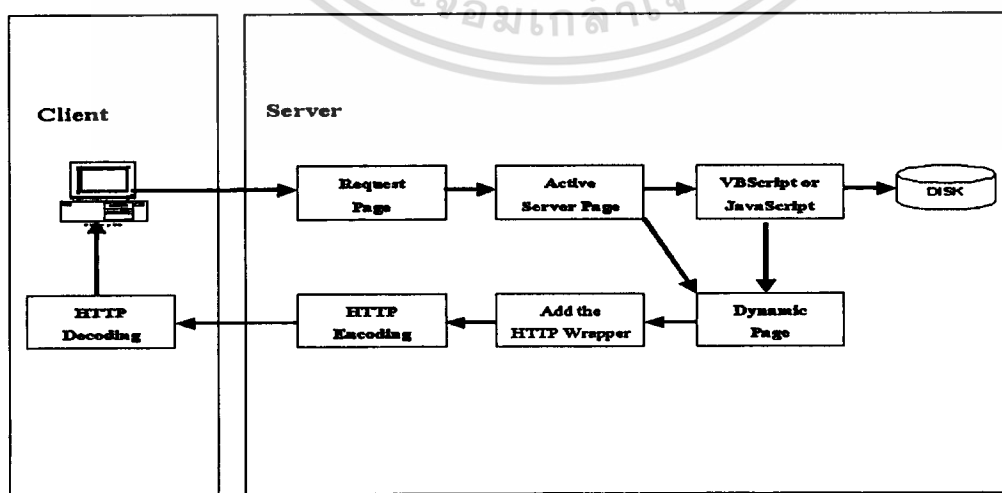 Client
Server
Request
Page
Active
Server Page
VBScript or
JavaScript
DISK
HTTP
Decoding
HTTP
Encoding
Add the
HTTP Wrapper
Dynamic
Page